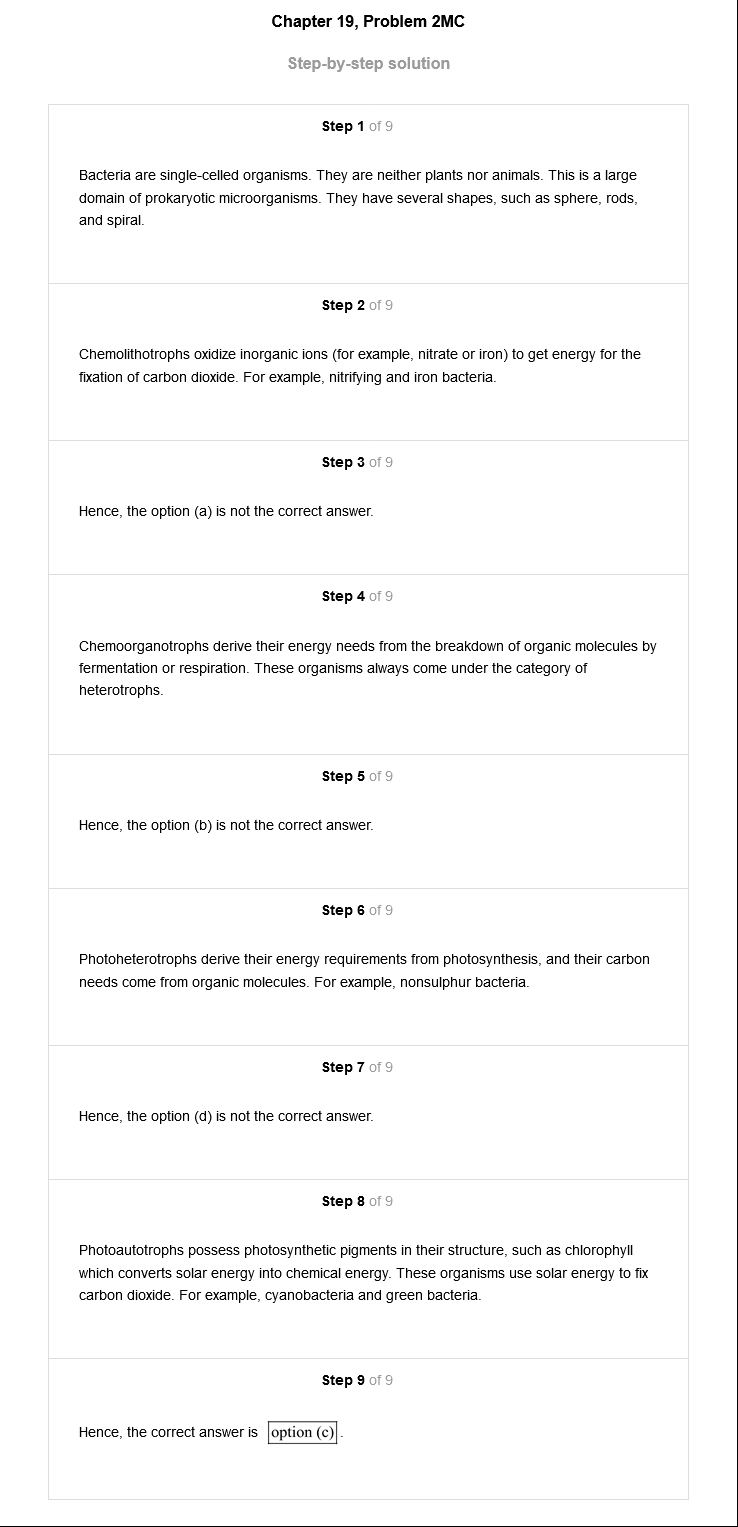 Chapter 19, Problem 2MC
Step-by-step solution
Step 1 of 9
Bacteria are single-celled organisms. They are neither plants nor animals. This is a large
domain of prokaryotic microorganisms. They have several shapes, such as sphere, rods,
and spiral.
Step 2 of 9
Chemolithotrophs oxidize inorganic ions (for example, nitrate or iron) to get energy for the
fixation of carbon dioxide. For example, nitrifying and iron bacteria.
Step 3 of 9
Hence, the option (a) is not the correct answer.
Step 4 of 9
Chemoorganotrophs derive their energy needs from the breakdown of organic molecules by
fermentation or respiration. These organisms always come under the category of
heterotrophs.
Step 5 of 9
Hence, the option (b) is not the correct answer.
Step 6 of 9
Photoheterotrophs derive their energy requirements from photosynthesis, and their carbon
needs come from organic molecules. For example, nonsulphur bacteria.
Step 7 of 9
Hence, the option (d) is not the correct answer.
Step 8 of 9
Photoautotrophs possess photosynthetic pigments in their structure, such as chlorophyll
which converts solar energy into chemical energy. These organisms use solar energy to fix
carbon dioxide. For example, cyanobacteria and green bacteria.
Step 9 of 9
Hence, the correct answer is option (c).